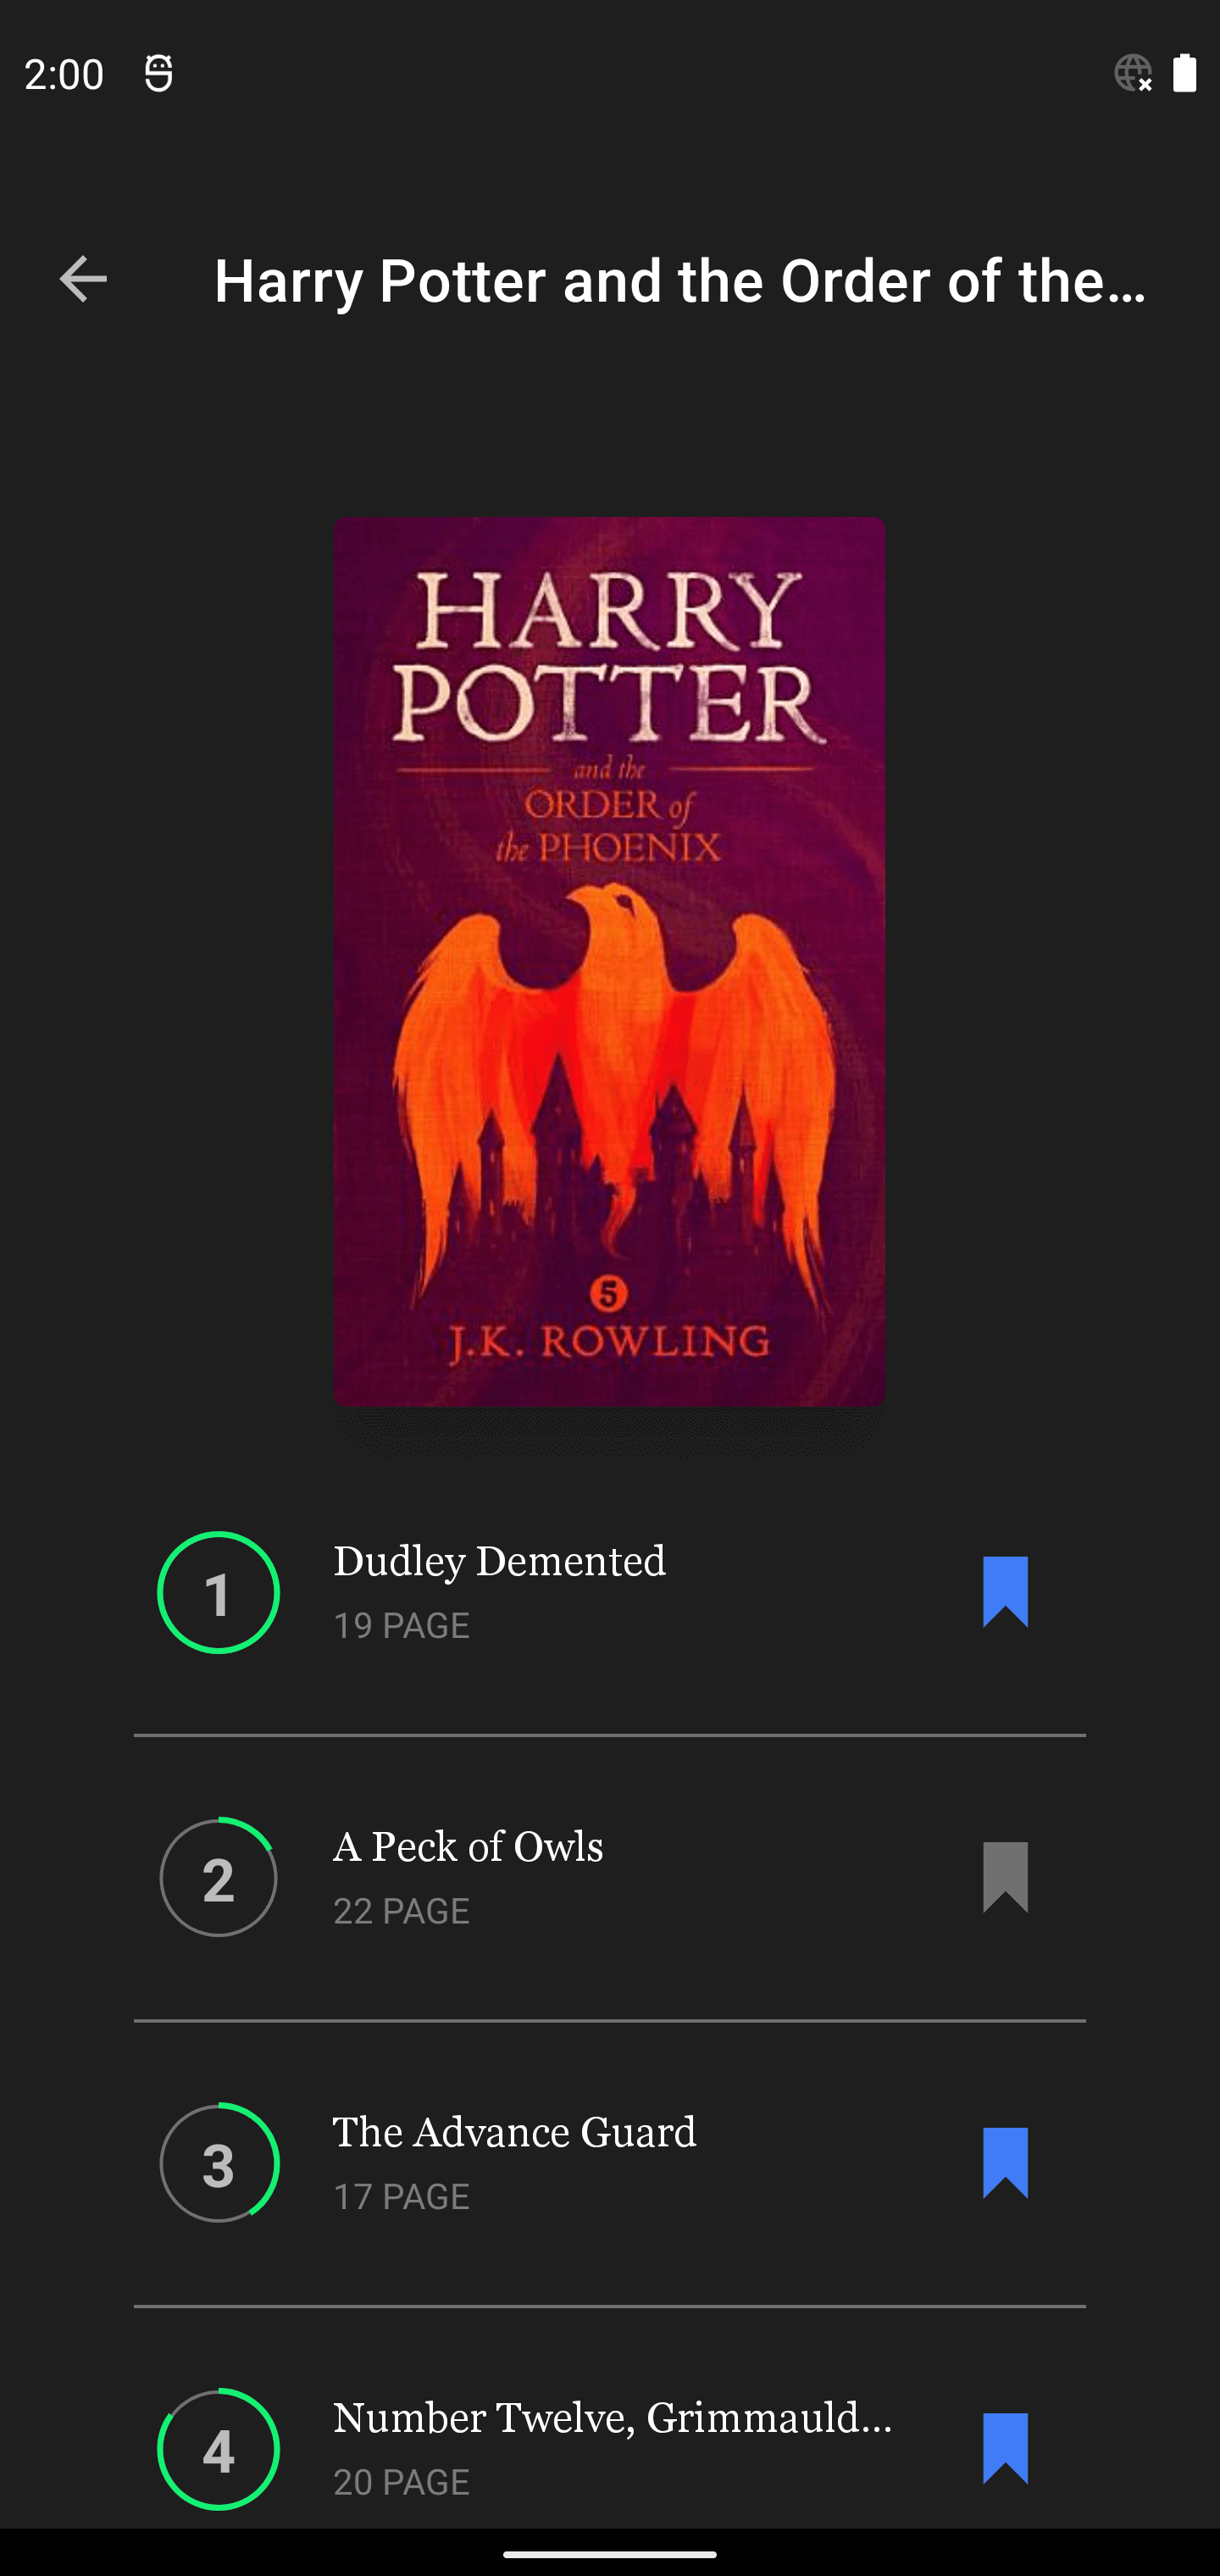 2:00
Harry Potter and the Order of the...
HARRY
POTTER
and the
ORDER of
the PHOENIX
5
J.K. ROWLING
1
Dudley Demented
19 PAGE
2
A Peck of Owls
22 PAGE
3
The Advance Guard
17 PAGE
4
Number Twelve, Grimmauld...
20 PAGE